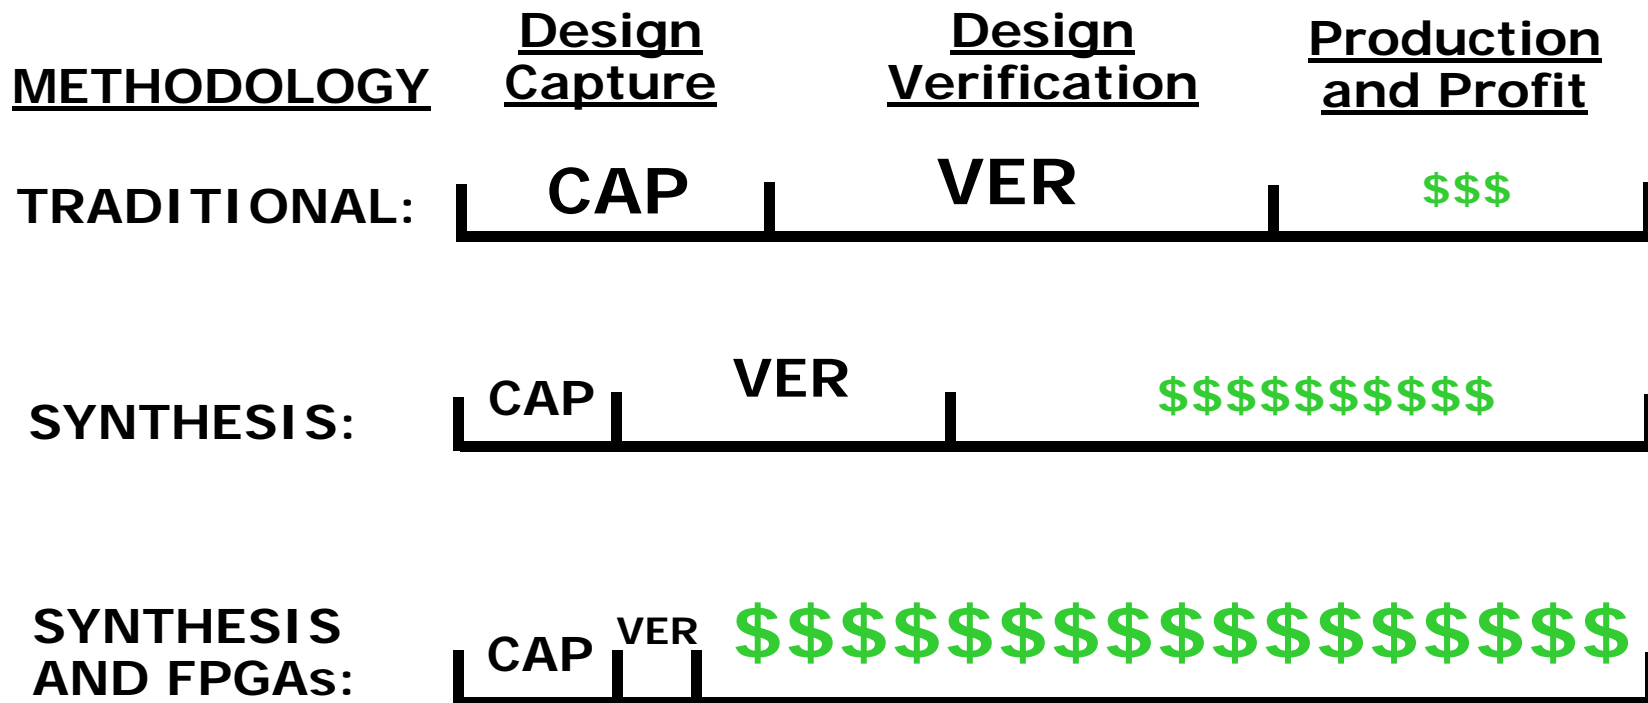 METHODOLOGY
Design
Capture
Design
Verification
Production
and Profit
TRADITIONAL:
CAP
VER
$$$
SYNTHESIS:
CAP
VER
$$$$$$$$$$
SYNTHESIS
AND FPGAs:
CAP
VER
$$$$$$$$$$$$$$$$$